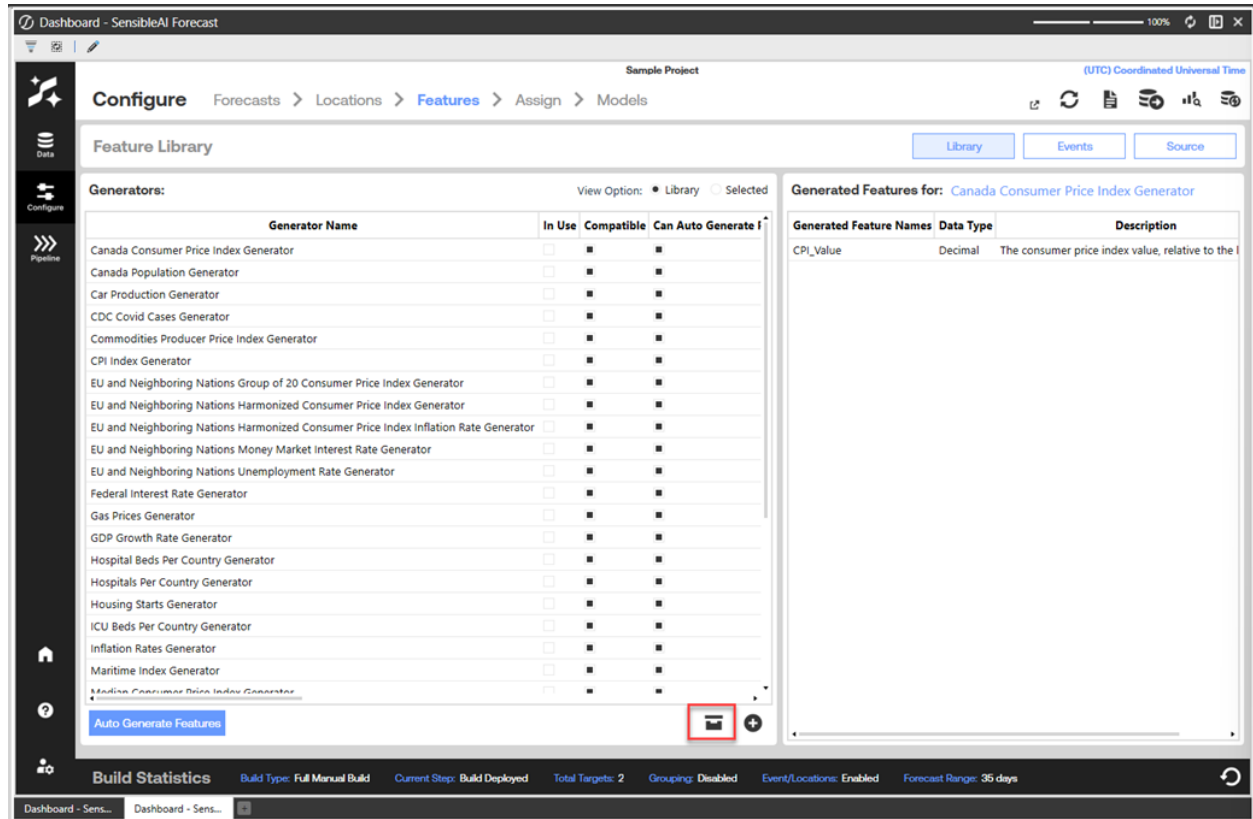 Dashboard - SensibleAI Forecast
100%
Sample Project
(UTC) Coordinated Universal Time
Configure Forecasts > Locations > Features > Assign > Models
Data
Configure
Pipeline
Feature Library
Library Events Source
Generators:
View Option: Library Selected
Generator Name In Use Compatible Can Auto Generate F
Canada Consumer Price Index Generator
Canada Population Generator
Car Production Generator
CDC Covid Cases Generator
Commodities Producer Price Index Generator
CPI Index Generator
EU and Neighboring Nations Group of 20 Consumer Price Index Generator
EU and Neighboring Nations Harmonized Consumer Price Index Generator
EU and Neighboring Nations Harmonized Consumer Price Index Inflation Rate Generator
EU and Neighboring Nations Money Market Interest Rate Generator
EU and Neighboring Nations Unemployment Rate Generator
Federal Interest Rate Generator
Gas Prices Generator
GDP Growth Rate Generator
Hospital Beds Per Country Generator
Hospitals Per Country Generator
Housing Starts Generator
ICU Beds Per Country Generator
Inflation Rates Generator
Maritime Index Generator
Median Consumer Price Index Generator
Auto Generate Features
Generated Features for: Canada Consumer Price Index Generator
Generated Feature Names Data Type Description
CPI_Value Decimal The consumer price index value, relative to the l
Build Statistics Build Type: Full Manual Build Current Step: Build Deployed Total Targets: 2 Grouping: Disabled Event/Locations: Enabled Forecast Range: 35 days
Dashboard - Sens... Dashboard - Sens...